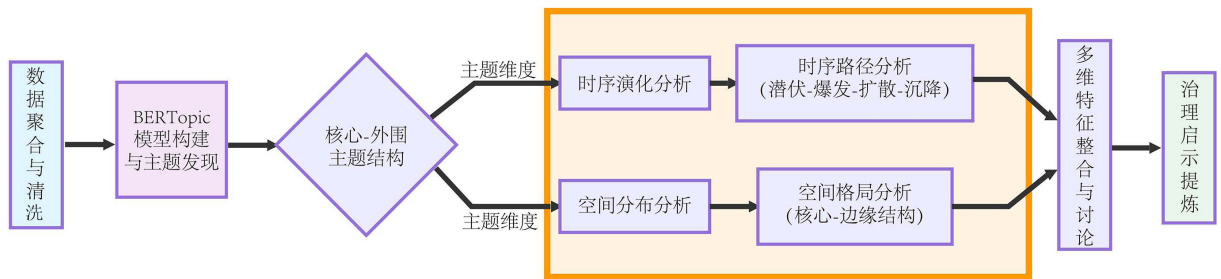 数据聚合与清洗
BERTopic
模型构建
与主题发现
核心-外围
主题结构
主题维度
时序演化分析
时序路径分析
(潜伏-爆发-扩散-沉降)
主题维度
空间分布分析
空间格局分析
(核心-边缘结构)
多维特征整合与讨论
治理启示提炼